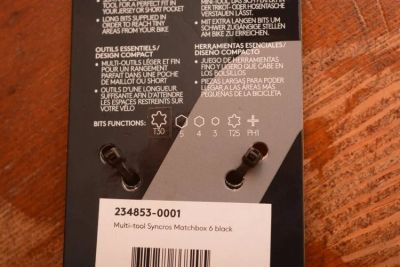 TOOL FOR A PERFECT FIT IN
YOUR JERSEY OR SHORT POCKET
• LONG BITS SUPPLIED IN
ORDER TO REACH TINY
AREAS FROM YOUR BIKE
OUTILS ESSENTIELS/
DESIGN COMPACT
• MULTI-OUTILS LÉGER ET FIN
POUR UN RANGEMENT
PARFAIT DANS UNE POCHE
DE MAILLOT OU SHORT
• OUTILS D'UNE LONGUEUR
SUFFISANTE AFIN D'ATTEINDRE
LES ESPACES RESTREINTS SUR
VOTRE VÉLO
DER TRIKOT- ODER HOSENTASCHE
VERSTAUEN LÄSST.
• MIT EXTRA LANGEN BITS UM
SCHWER ZUGÄNGIGE STELLEN
AM BIKE ZU ERREICHEN.
HERRAMIENTAS ESENCIALES/
DISEÑO COMPACTO
• JUEGO DE HERRAMIENTAS
FINO Y LIGERO QUE CABE EN
LOS BOLSILLOS
• PIEZAS LARGAS PARA PODER
LLEGAR A LAS ÁREAS MÁS
PEQUEÑAS DE LA BICICLETA
BITS FUNCTIONS:
T30 5 4 3 T25 PH1
234853-0001
Multi-tool Syncros Matchbox 6 black